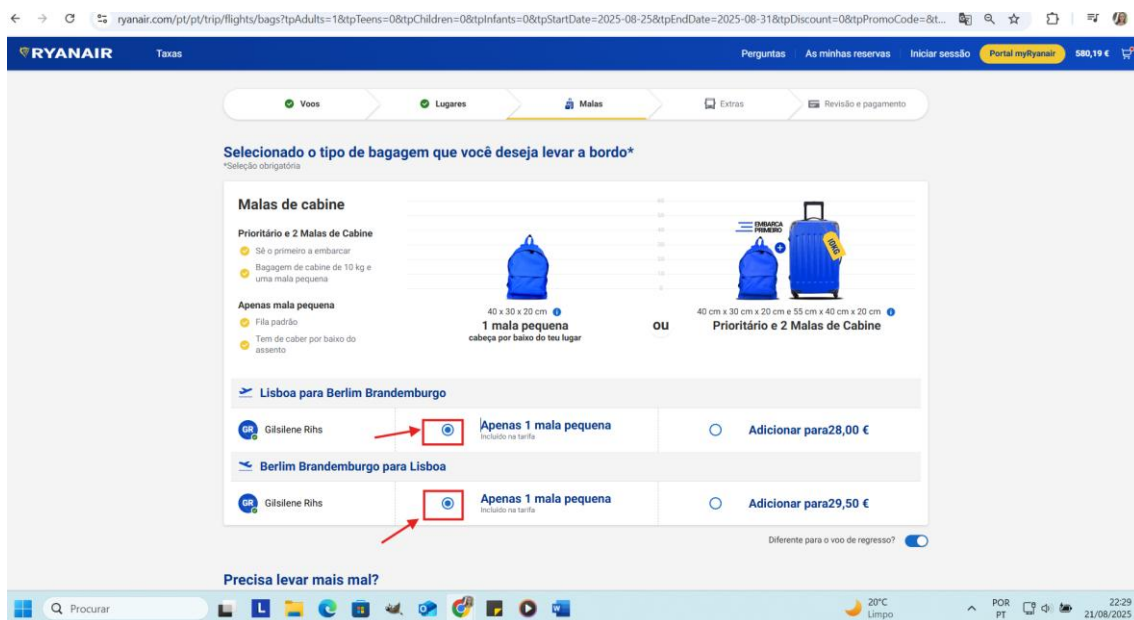 ryanair.com/pt/pt/trip/flights/bags?tpAdults=1&tpTeens=0&tpChildren=0&tpInfants=0&tpStartDate=2025-08-25&tpEndDate=2025-08-31&tpDiscount=0&tpPromoCode=&t...
RYANAIR Taxas Perguntas As minhas reservas Iniciar sessão Portal myRyanair 580,19 €
Voos Lugares Malas Extras Revisão e pagamento
Selecionado o tipo de bagagem que você deseja levar a bordo*
*Seleção obrigatória
Malas de cabine
Prioritário e 2 Malas de Cabine
Sê o primeiro a embarcar
Bagagem de cabine de 10 kg e
uma mala pequena
Apenas mala pequena
Fila padrão
Tem de caber por baixo do
assento
40 x 30 x 20 cm
1 mala pequena
cabeça por baixo do teu lugar
ou
EMBARCA
PRIMEIRO
10KG
40 cm x 30 cm x 20 cm e 55 cm x 40 cm x 20 cm
Prioritário e 2 Malas de Cabine
Lisboa para Berlim Brandemburgo
GR Gilsilene Rihs
Apenas 1 mala pequena
Incluído na tarifa
Adicionar para28,00 €
Berlim Brandemburgo para Lisboa
GR Gilsilene Rihs
Apenas 1 mala pequena
Incluído na tarifa
Adicionar para29,50 €
Diferente para o voo de regresso?
Precisa levar mais mal?
Procurar
20°C
Limpo
POR
PT
22:29
21/08/2025